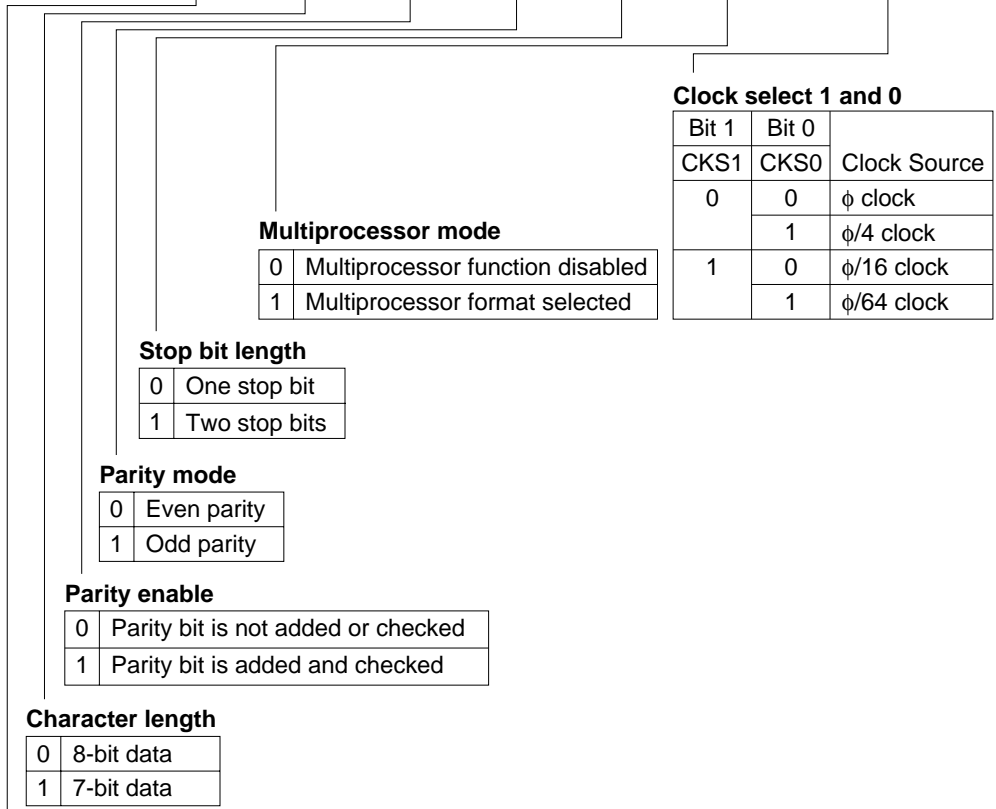 Clock select 1 and 0
Bit 1 Bit 0
CKS1 CKS0 Clock Source
0 0 ϕ clock
1 ϕ/4 clock
1 0 ϕ/16 clock
1 ϕ/64 clock
Multiprocessor mode
0 Multiprocessor function disabled
1 Multiprocessor format selected
Stop bit length
0 One stop bit
1 Two stop bits
Parity mode
0 Even parity
1 Odd parity
Parity enable
0 Parity bit is not added or checked
1 Parity bit is added and checked
Character length
0 8-bit data
1 7-bit data